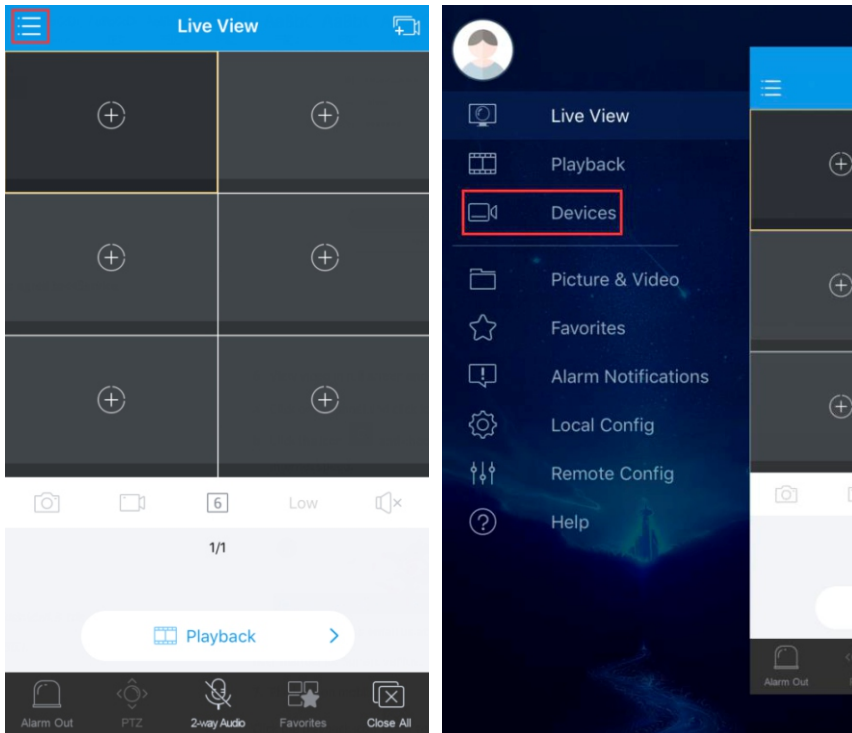 Live View
6
Low
1/1
Playback
Alarm Out
PTZ
2-way Audio
Favorites
Close All
Live View
Playback
Devices
Picture & Video
Favorites
Alarm Notifications
Local Config
Remote Config
Help
Alarm Out